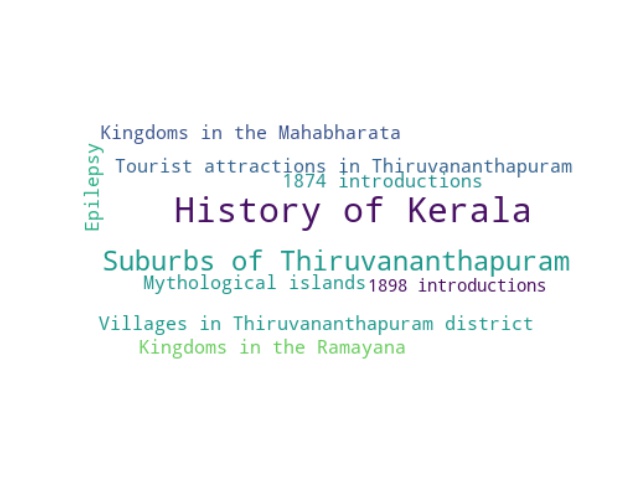 Kingdoms in the Mahabharata
Epilepsy
Tourist attractions in Thiruvananthapuram
1874 introductions
History of Kerala
Suburbs of Thiruvananthapuram
Mythological islands
1898 introductions
Villages in Thiruvananthapuram district
Kingdoms in the Ramayana